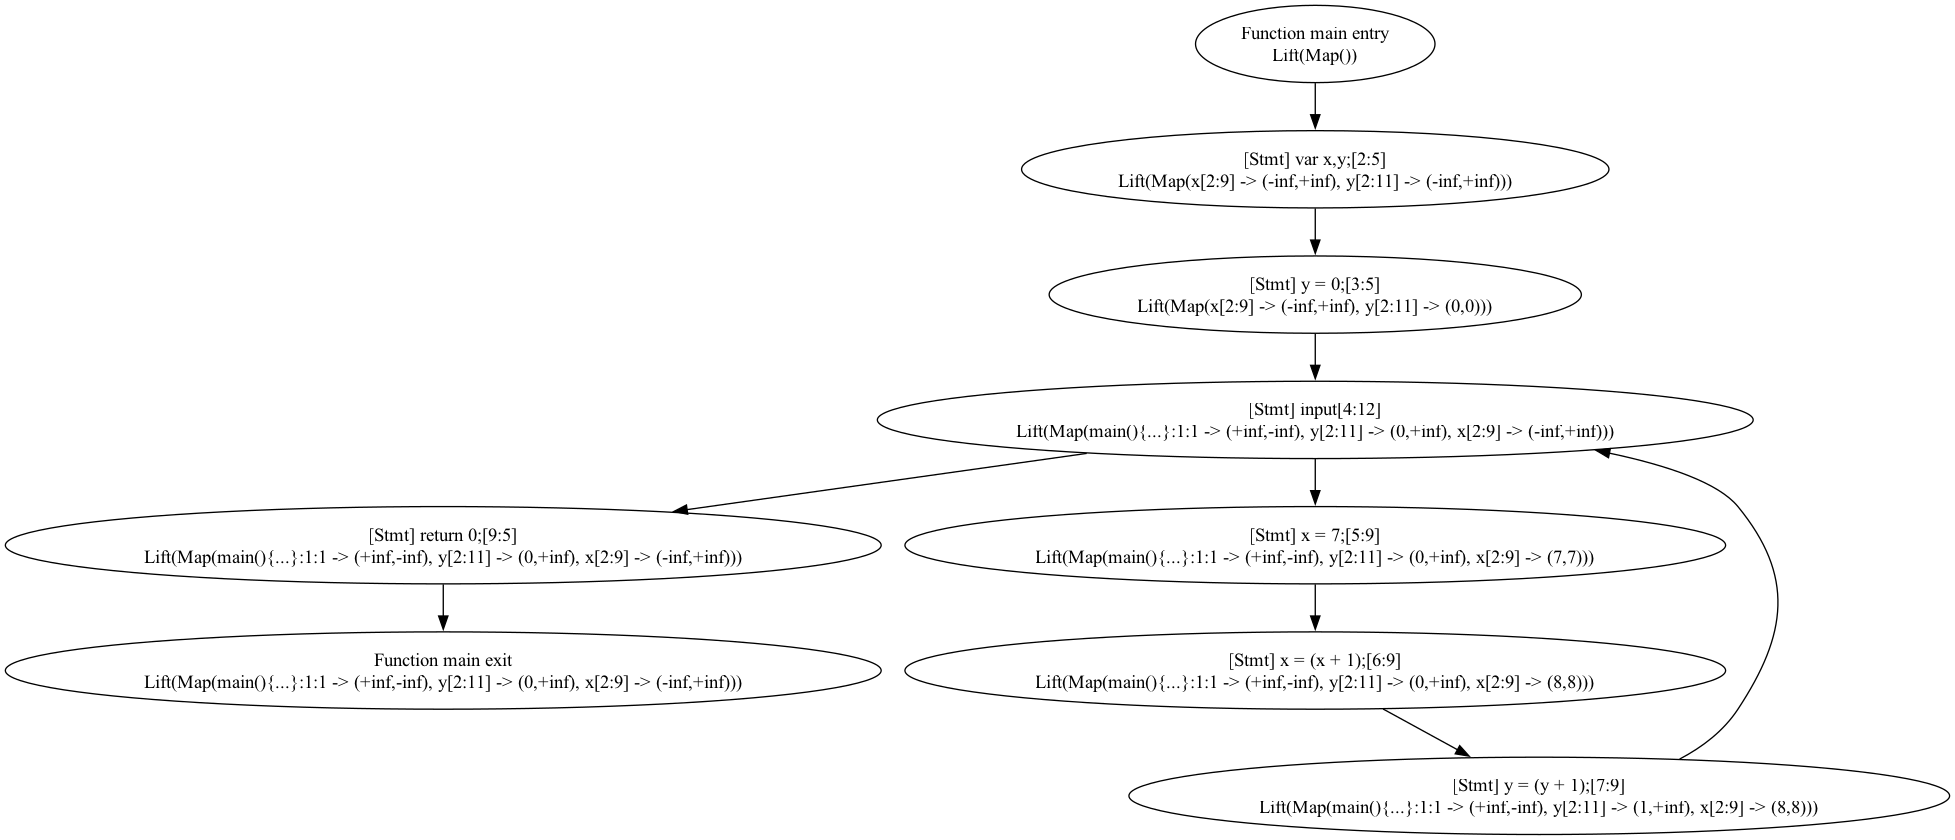 Function main entry
Lift(Map())
[Stmt] var x,y;[2:5]
Lift(Map(x[2:9] -> (-inf,+inf), y[2:11] -> (-inf,+inf)))
[Stmt] y = 0;[3:5]
Lift(Map(x[2:9] -> (-inf,+inf), y[2:11] -> (0,0)))
[Stmt] input[4:12]
Lift(Map(main(){...}:1:1 -> (+inf,-inf), y[2:11] -> (0,+inf), x[2:9] -> (-inf,+inf)))
[Stmt] return 0;[9:5]
Lift(Map(main(){...}:1:1 -> (+inf,-inf), y[2:11] -> (0,+inf), x[2:9] -> (-inf,+inf)))
[Stmt] x = 7;[5:9]
Lift(Map(main(){...}:1:1 -> (+inf,-inf), y[2:11] -> (0,+inf), x[2:9] -> (7,7)))
Function main exit
Lift(Map(main(){...}:1:1 -> (+inf,-inf), y[2:11] -> (0,+inf), x[2:9] -> (-inf,+inf)))
[Stmt] x = (x + 1);[6:9]
Lift(Map(main(){...}:1:1 -> (+inf,-inf), y[2:11] -> (0,+inf), x[2:9] -> (8,8)))
[Stmt] y = (y + 1);[7:9]
Lift(Map(main(){...}:1:1 -> (+inf,-inf), y[2:11] -> (1,+inf), x[2:9] -> (8,8)))